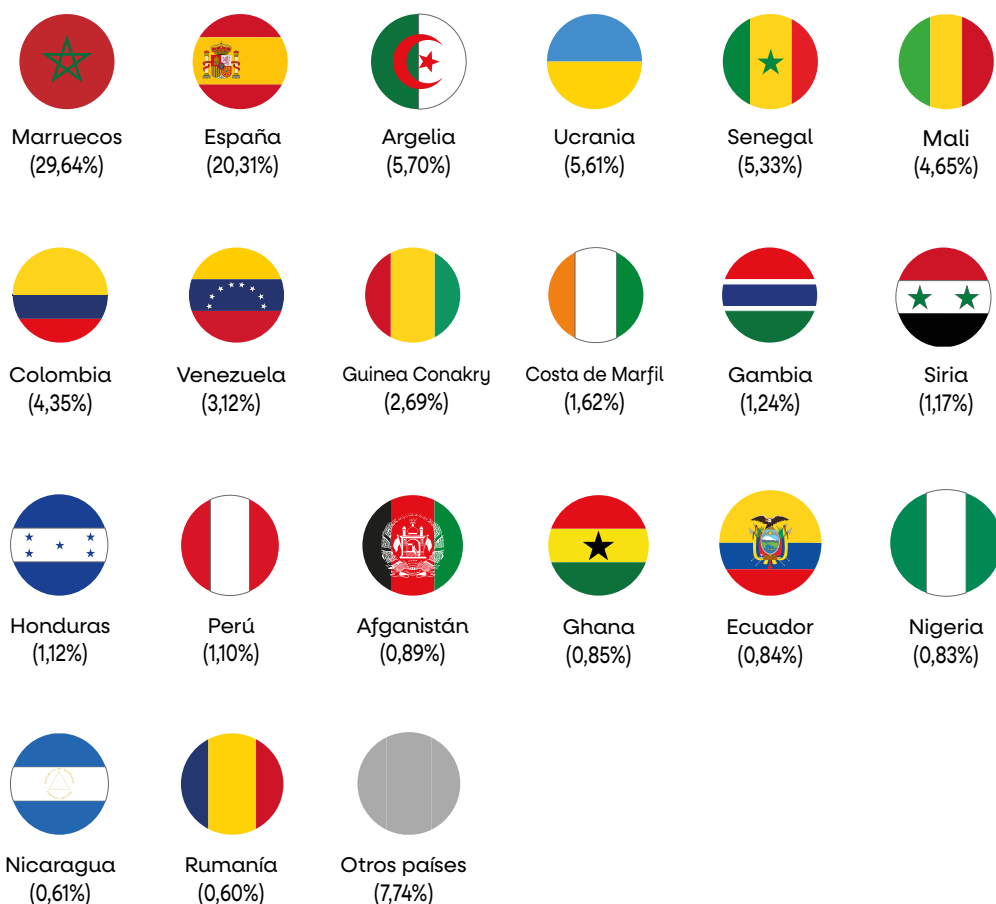 Marruecos
(29,64%)
España
(20,31%)
Argelia
(5,70%)
Ucrania
(5,61%)
Senegal
(5,33%)
Mali
(4,65%)
Colombia
(4,35%)
Venezuela
(3,12%)
Guinea Conakry
(2,69%)
Costa de Marfil
(1,62%)
Gambia
(1,24%)
Siria
(1,17%)
Honduras
(1,12%)
Perú
(1,10%)
Afganistán
(0,89%)
Ghana
(0,85%)
Ecuador
(0,84%)
Nigeria
(0,83%)
Nicaragua
(0,61%)
Rumanía
(0,60%)
Otros países
(7,74%)